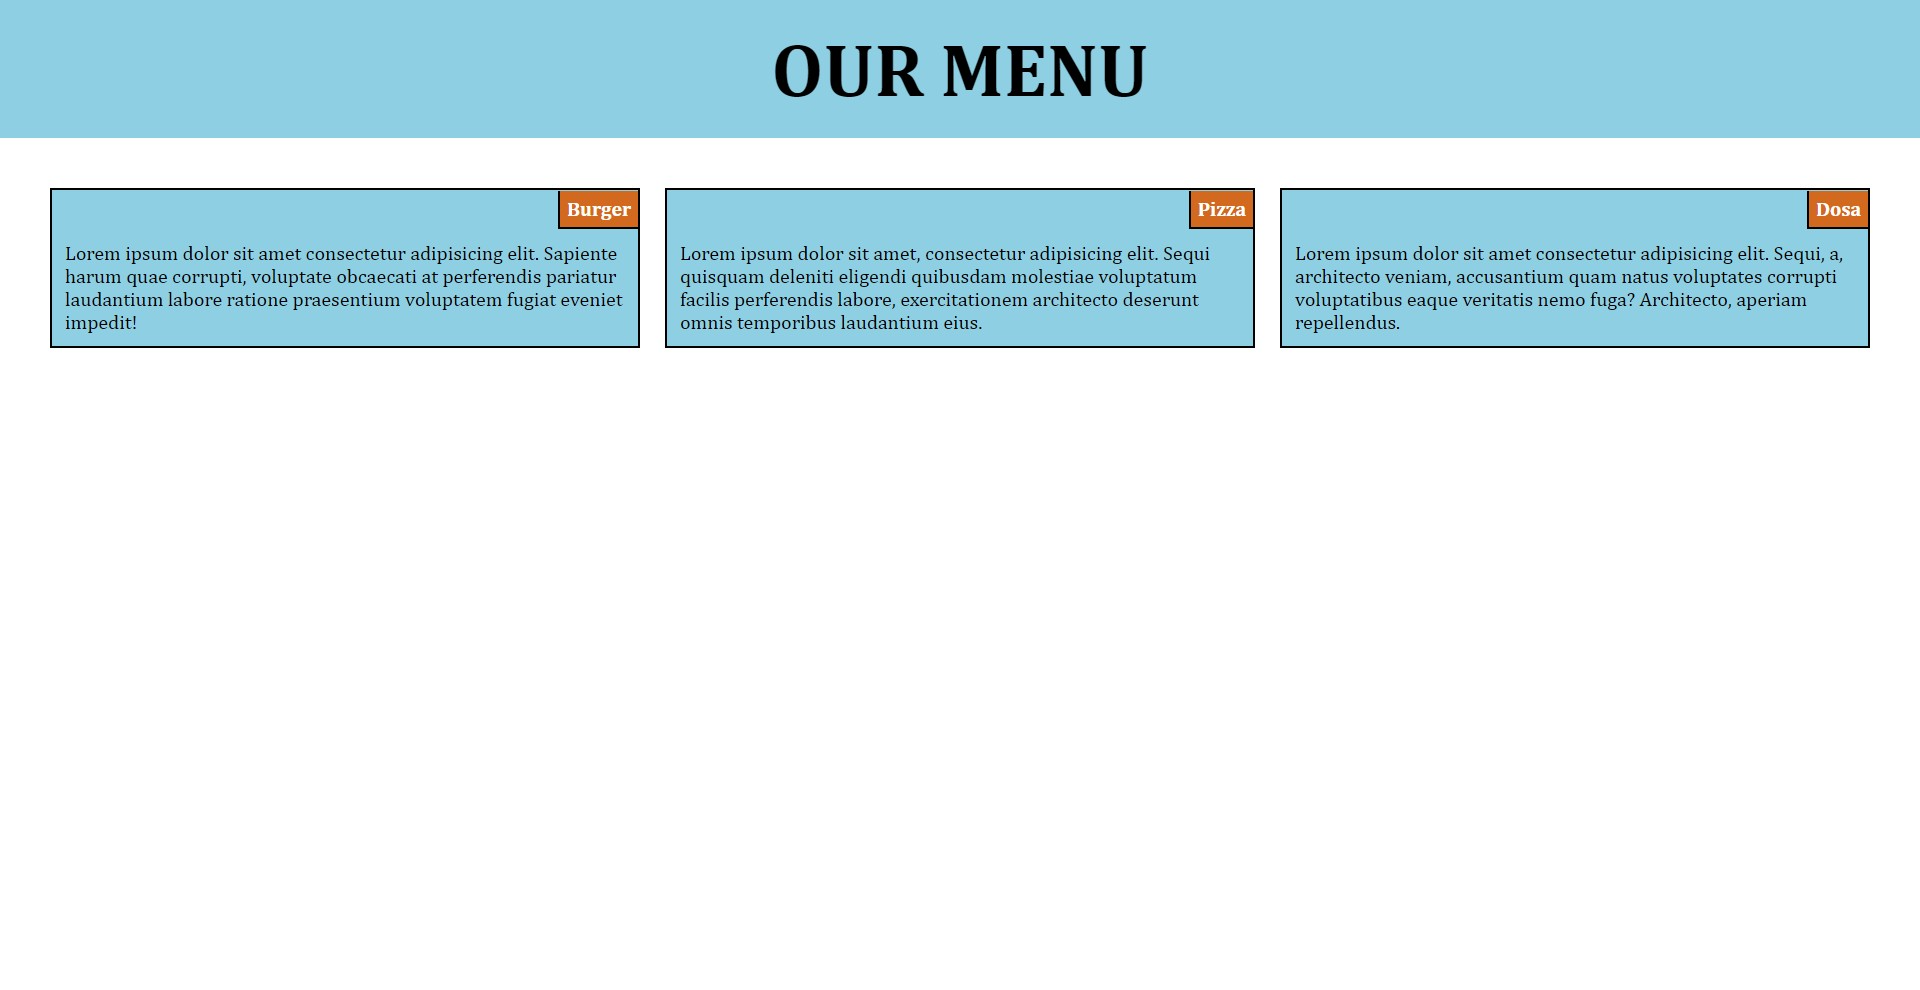 OUR MENU
Burger
Lorem ipsum dolor sit amet consectetur adipisicing elit. Sapiente
harum quae corrupti, voluptate obcaecati at perferendis pariatur
laudantium labore ratione praesentium voluptatem fugiat eveniet
impedit!
Pizza
Lorem ipsum dolor sit amet, consectetur adipisicing elit. Sequi
quisquam deleniti eligendi quibusdam molestiae voluptatum
facilis perferendis labore, exercitationem architecto deserunt
omnis temporibus laudantium eius.
Dosa
Lorem ipsum dolor sit amet consectetur adipisicing elit. Sequi, a,
architecto veniam, accusantium quam natus voluptates corrupti
voluptatibus eaque veritatis nemo fuga? Architecto, aperiam
repellendus.